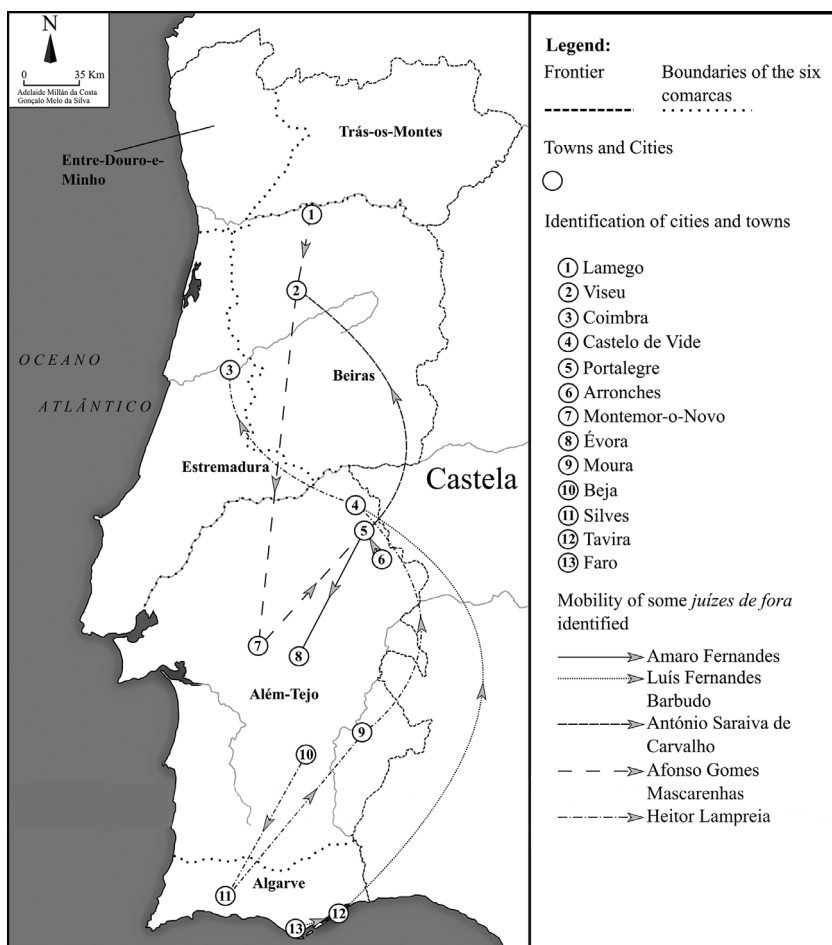 N
0 35 Km
Adelaide Millán da Costa
Gonçalo Melo da Silva
Trás-os-Montes
Entre-Douro-e-
Minho
1
2
3
OCEANO
ATLÂNTICO
Beiras
Estremadura
Castela
4
5
6
7
8
Além-Tejo
9
10
Algarve
11
12
13
Legend:
Frontier
Boundaries of the six
comarcas
Towns and Cities
Identification of cities and towns
1 Lamego
2 Viseu
3 Coimbra
4 Castelo de Vide
5 Portalegre
6 Arronches
7 Montemor-o-Novo
8 Évora
9 Moura
10 Beja
11 Silves
12 Tavira
13 Faro
Mobility of some juízes de fora
identified
Amaro Fernandes
Luís Fernandes
Barbudo
António Saraiva de
Carvalho
Afonso Gomes
Mascarenhas
Heitor Lampreia